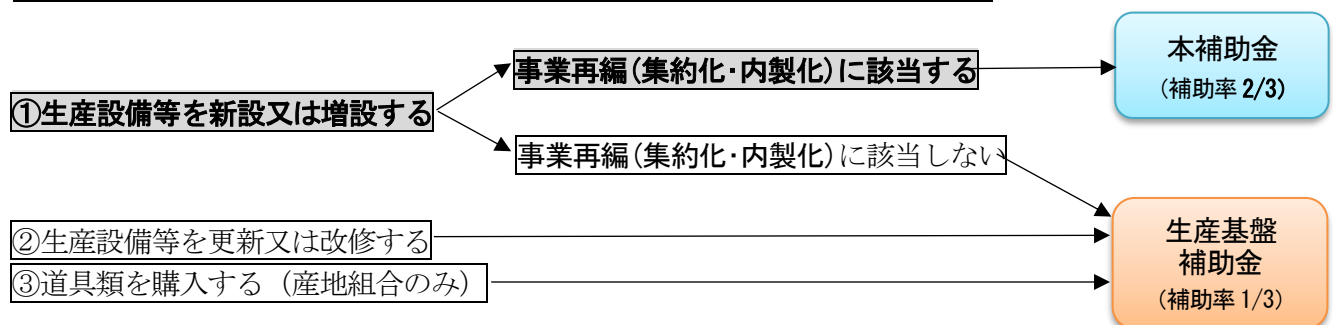 本補助金
(補助率 2/3)
事業再編(集約化・内製化)に該当する
①生産設備等を新設又は増設する
事業再編(集約化・内製化)に該当しない
②生産設備等を更新又は改修する
③道具類を購入する（産地組合のみ）
生産基盤
補助金
(補助率 1/3)